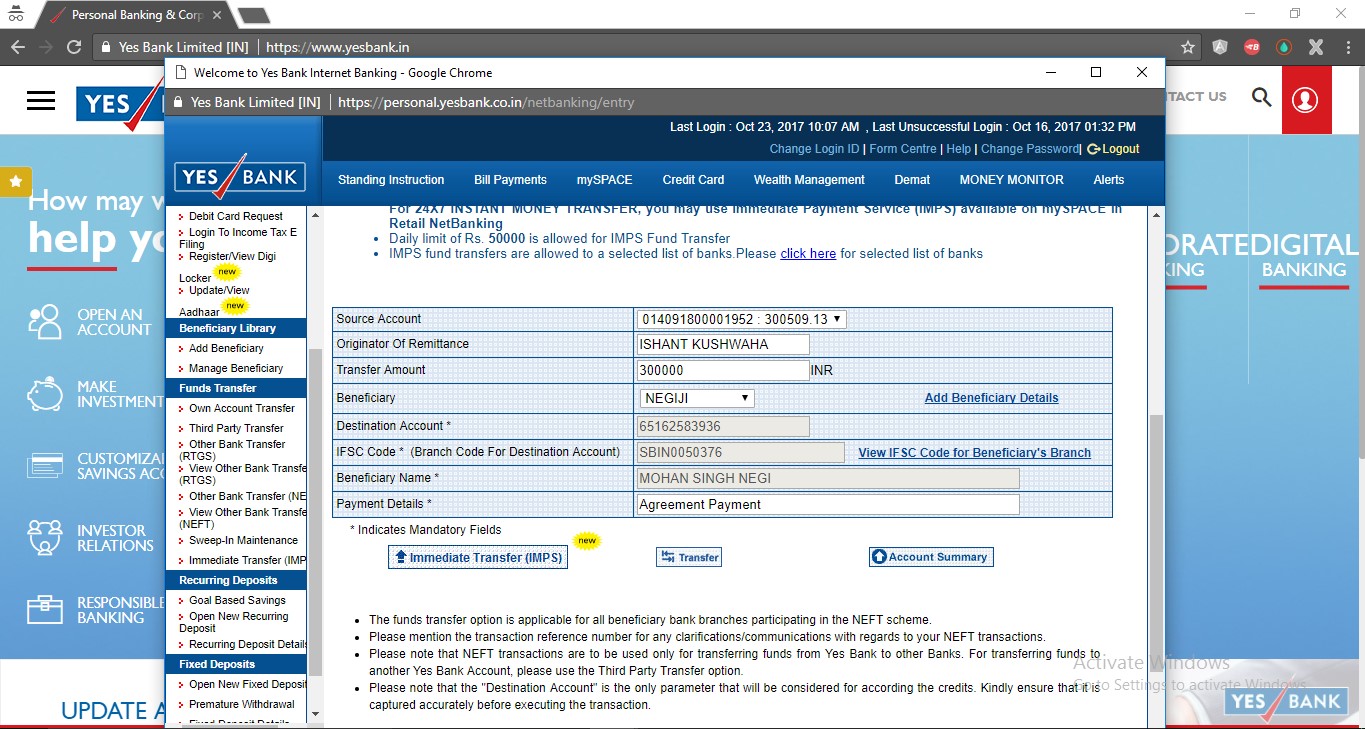 Personal Banking & Corp
Yes Bank Limited [IN] https://www.yesbank.in
Welcome to Yes Bank Internet Banking - Google Chrome
Yes Bank Limited [IN] https://personal.yesbank.co.in/netbanking/entry
YES
TACT US
Last Login : Oct 23, 2017 10:07 AM , Last Unsuccessful Login : Oct 16, 2017 01:32 PM
Change Login ID | Form Centre | Help | Change Password| Logout
YES BANK
Standing Instruction Bill Payments mySPACE Credit Card Wealth Management Demat MONEY MONITOR Alerts
How may
help
OPEN AN
ACCOUNT
MAKE
INVESTMENT
CUSTOMIZA
SAVINGS AC
INVESTOR
RELATIONS
RESPONSIBLE
BANKING
UPDATE A
Debit Card Request
Login To Income Tax E
Filing
Register/View Digi
Locker new
Update/View
Aadhaar new
Beneficiary Library
Add Beneficiary
Manage Beneficiary
Funds Transfer
Own Account Transfer
Third Party Transfer
Other Bank Transfer
(RTGS)
View Other Bank Transfe
(RTGS)
Other Bank Transfer (NE
View Other Bank Transfe
(NEFT)
Sweep-In Maintenance
Immediate Transfer (IMP
Recurring Deposits
Goal Based Savings
Open New Recurring
Deposit
Recurring Deposit Details
Fixed Deposits
Open New Fixed Deposit
Premature Withdrawal
Fixed Deposit Details
For 24X7 INSTANT MONEY TRANSFER, you may use Immediate Payment Service (IMPS) available on mySPACE in
Retail NetBanking
Daily limit of Rs. 50000 is allowed for IMPS Fund Transfer
IMPS fund transfers are allowed to a selected list of banks.Please click here for selected list of banks
Source Account 014091800001952 : 300509.13
Originator Of Remittance ISHANT KUSHWAHA
Transfer Amount 300000 INR
Beneficiary NEGIJI Add Beneficiary Details
Destination Account * 65162583936
IFSC Code * (Branch Code For Destination Account) SBIN0050376 View IFSC Code for Beneficiary's Branch
Beneficiary Name * MOHAN SINGH NEGI
Payment Details * Agreement Payment
* Indicates Mandatory Fields
Immediate Transfer (IMPS) new Transfer Account Summary
The funds transfer option is applicable for all beneficiary bank branches participating in the NEFT scheme.
Please mention the transaction reference number for any clarifications/communications with regards to your NEFT transactions.
Please note that NEFT transactions are to be used only for transferring funds from Yes Bank to other Banks. For transferring funds to
another Yes Bank Account, please use the Third Party Transfer option.
Please note that the "Destination Account" is the only parameter that will be considered for according the credits. Kindly ensure that it is
captured accurately before executing the transaction.
ORATE DIGITAL
KING BANKING
Activate Windows
Go to Settings to activate Windows.
YES BANK